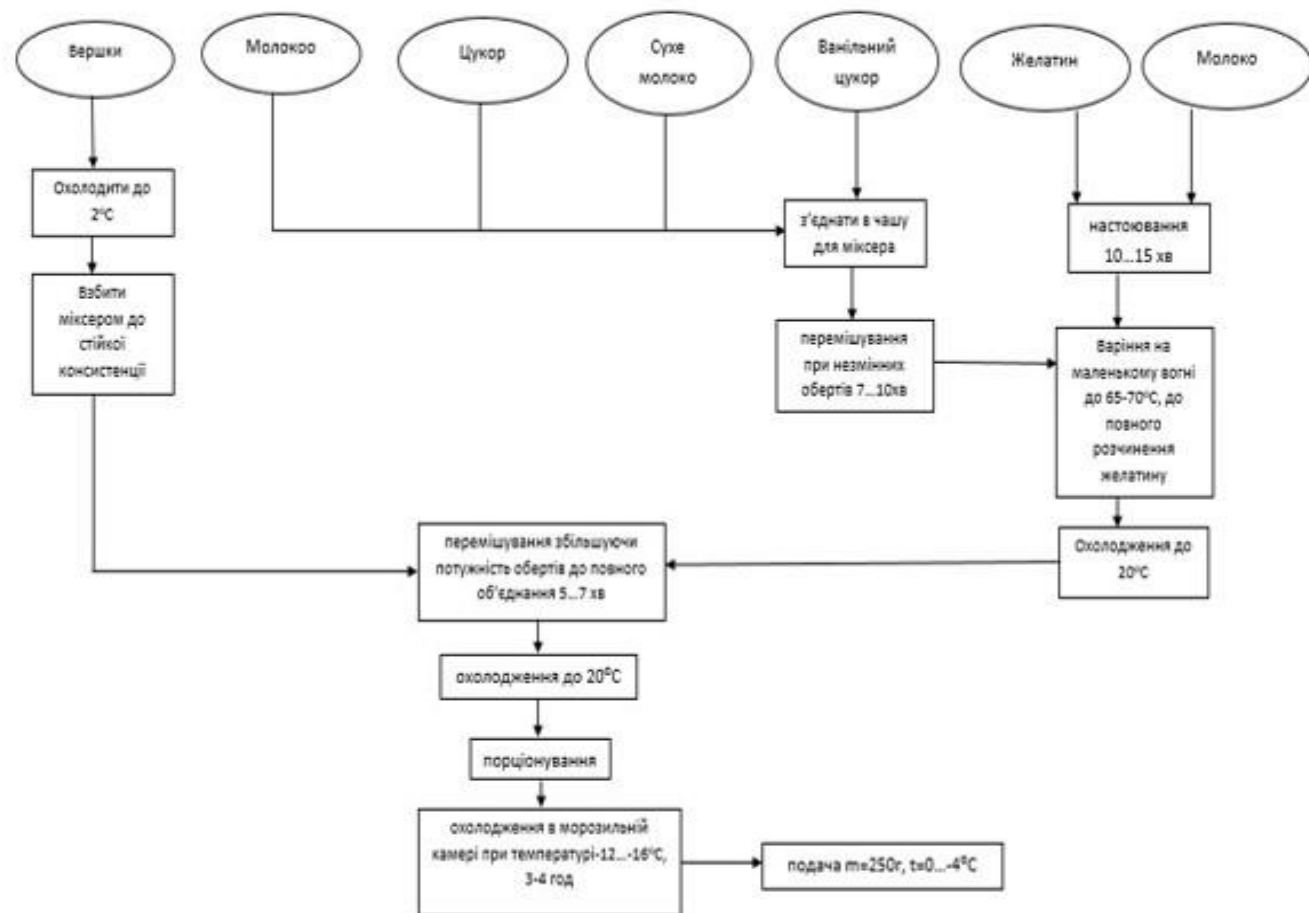 Вершки
Молокоо
Цукор
Сухе
молоко
Ванільний
цукор
Желатин
Молоко
Охолодити до
2°С
з'єднати в чашу
для міксера
настоювання
10...15 хв
Взбити
міксером до
стійкої
консистенції
перемішування
при незмінних
обертів 7...10хв
Варіння на
маленькому вогні
до 65-70°С, до
повного
розчинення
желатину
перемішування збільшуючи
потужність обертів до повного
об'єднання 5...7 хв
Охолодження до
20°С
охолодження до 20°С
порціонування
охолодження в морозильній
камері при температурі-12...-16°С,
3-4 год
подача m=250г, t=0...-4°С